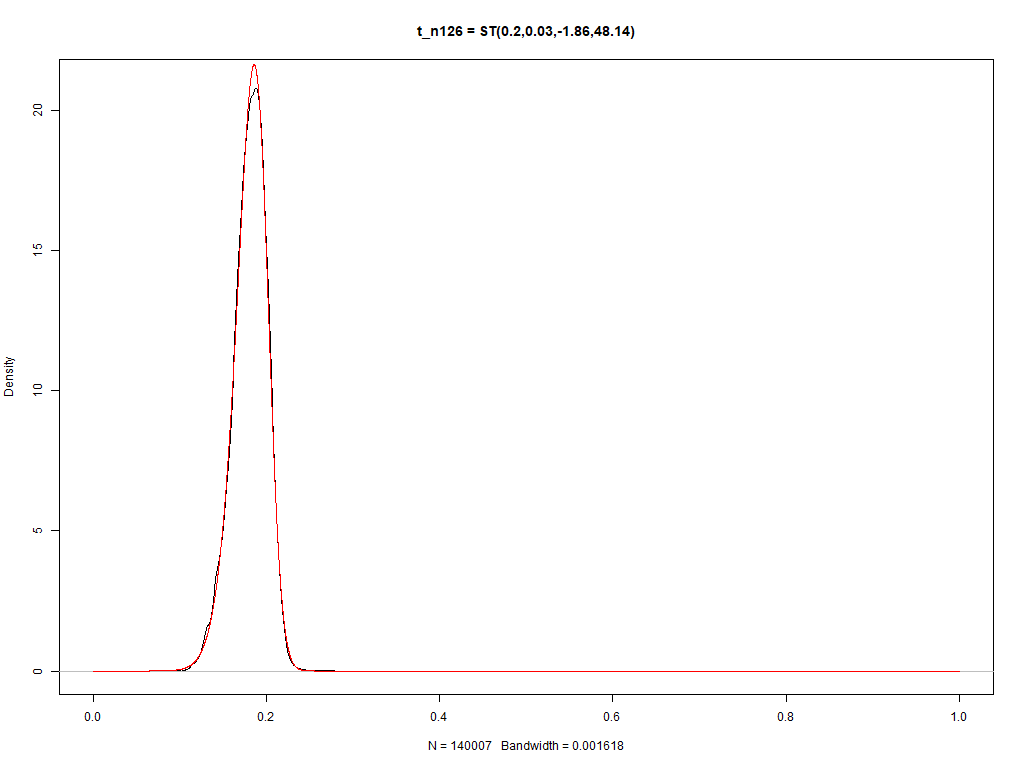 t_n126 = ST(0.2,0.03,-1.86,48.14)
Density
20
15
10
5
0
0.0 0.2 0.4 0.6 0.8 1.0
N = 140007 Bandwidth = 0.001618